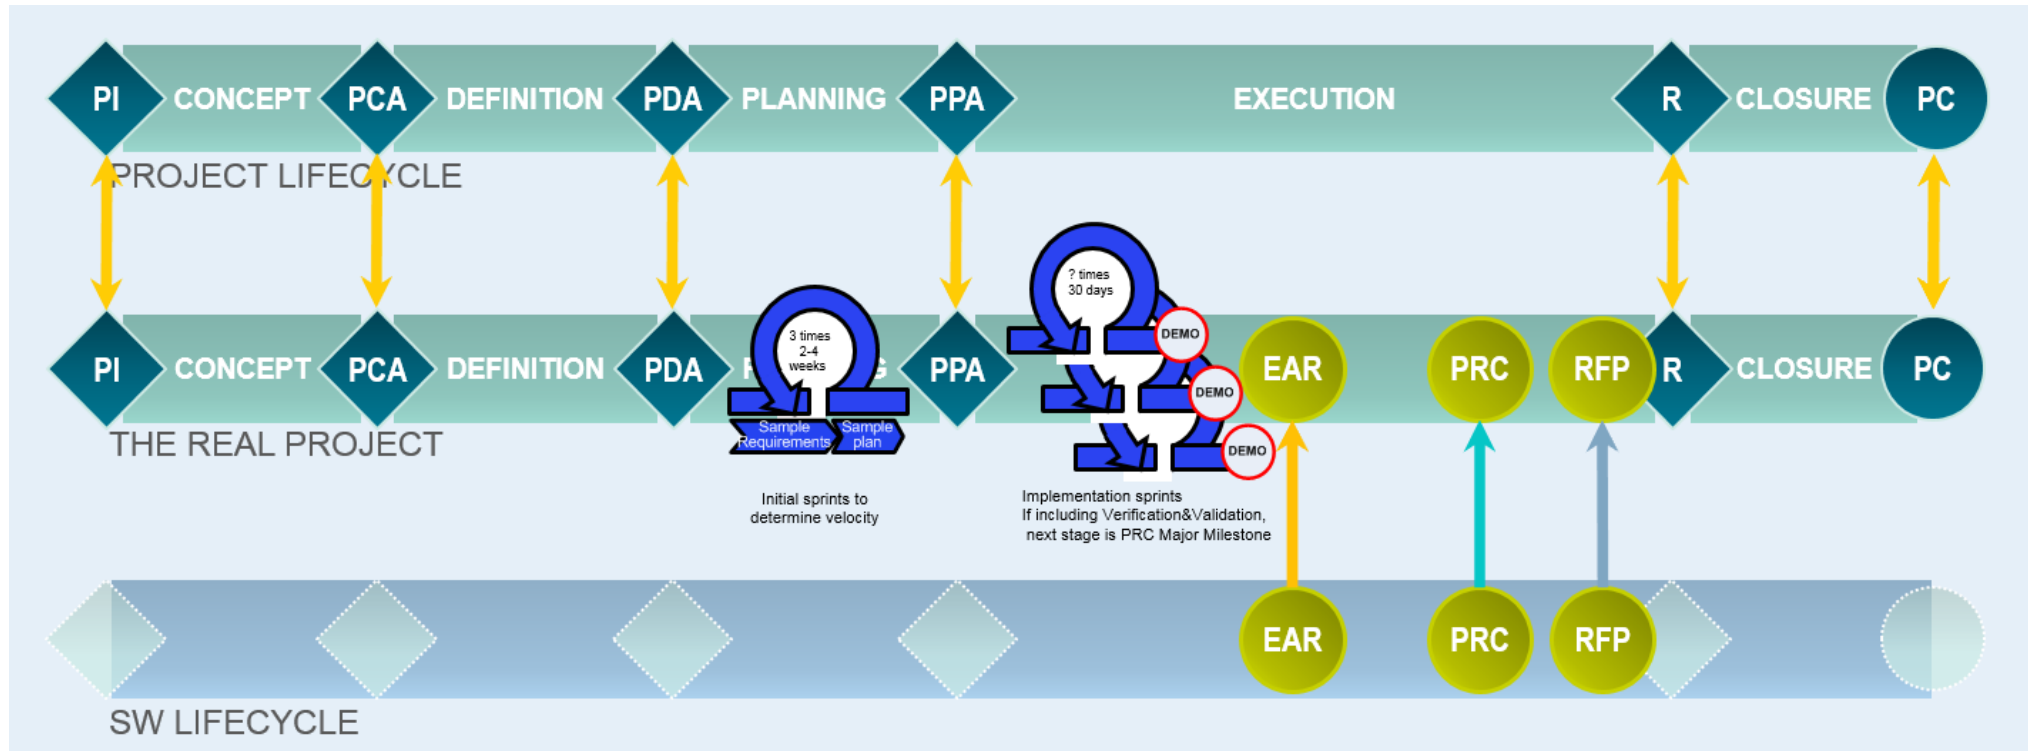 PI CONCEPT PCA DEFINITION PDA PLANNING PPA EXECUTION R CLOSURE PC
PROJECT LIFECYCLE
? times
30 days
3 times
2-4
weeks
DEMO
PI CONCEPT PCA DEFINITION PDA PPA EAR PRC RFP R CLOSURE PC
DEMO
Sample
Requirements
Sample
plan
DEMO
THE REAL PROJECT
Initial sprints to
determine velocity
Implementation sprints
If including Verification&Validation,
next stage is PRC Major Milestone
EAR PRC RFP
SW LIFECYCLE